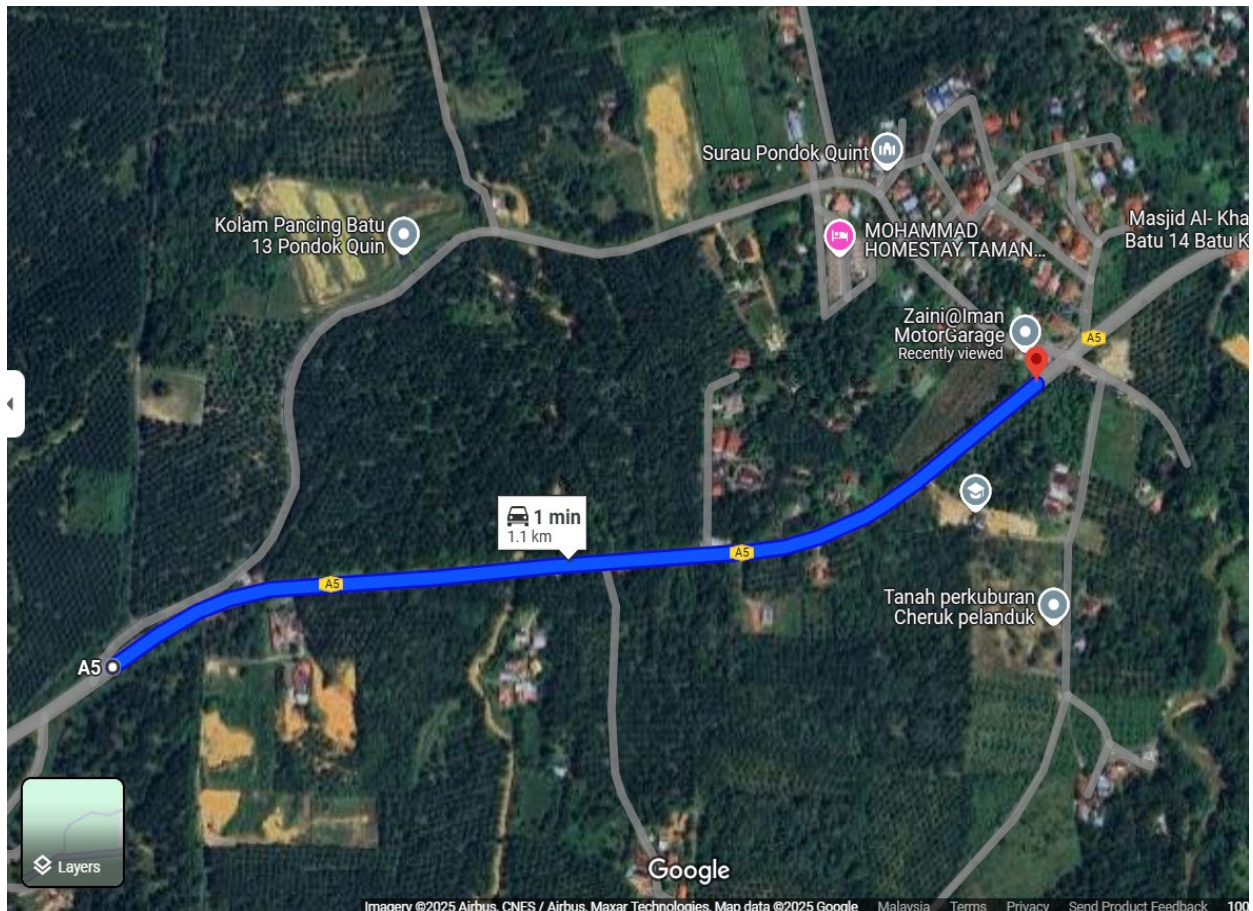 Surau Pondok Quint
Kolam Pancing Batu
13 Pondok Quin
MOHAMMAD
HOMESTAY TAMAN...
Masjid Al- Kha
Batu 14 Batu K
Zaini@Iman
MotorGarage
Recently viewed
A5
1 min
1.1 km
A5
A5
Tanah perkuburan
Cheruk pelanduk
A5
Layers
Google
Imagery ©2025 Airbus, CNES / Airbus, Maxar Technologies, Map data ©2025 Google Malaysia Terms Privacy Send Product Feedback 100